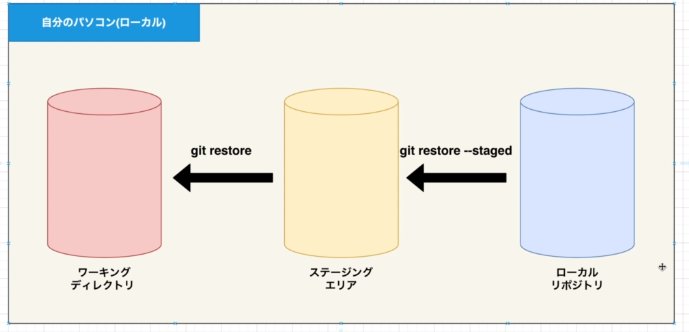 自分のパソコン(ローカル)
git restore
git restore --staged
ワーキング
ディレクトリ
ステージング
エリア
ローカル
リポジトリ